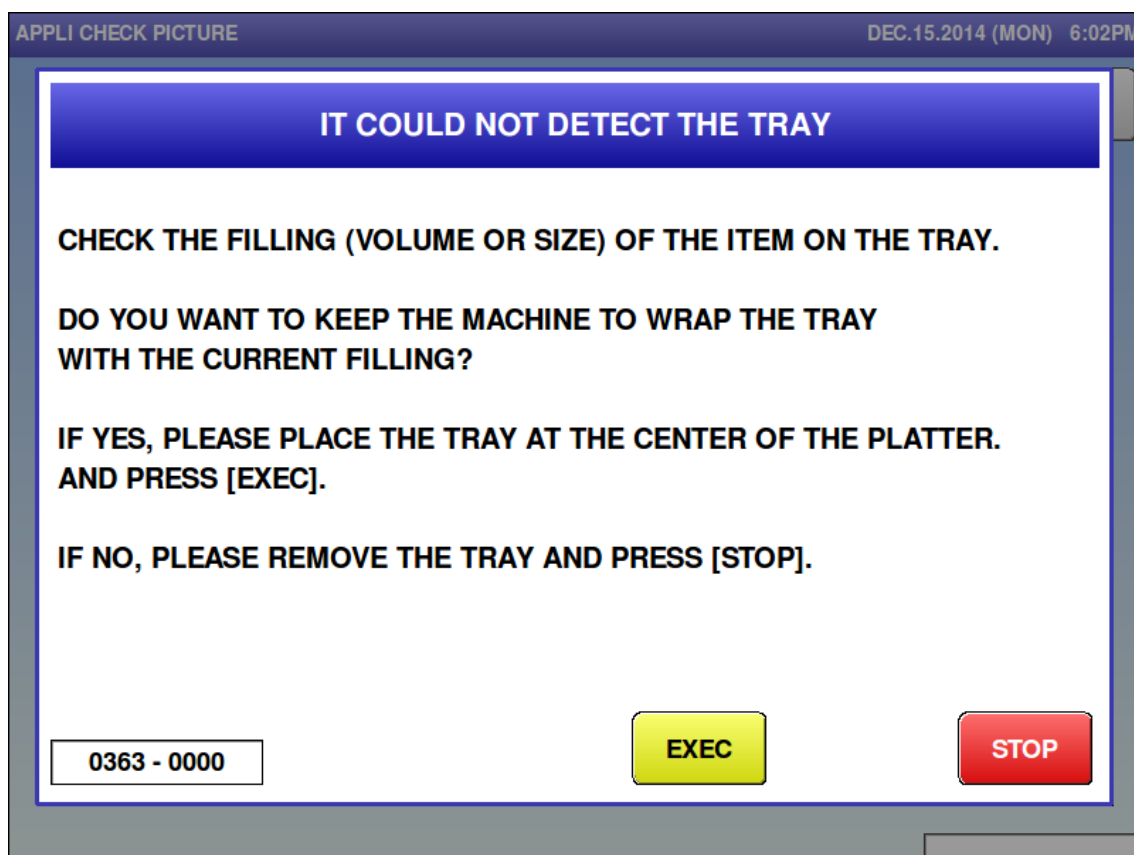 APPLI CHECK PICTURE DEC.15.2014 (MON) 6:02PM
IT COULD NOT DETECT THE TRAY
CHECK THE FILLING (VOLUME OR SIZE) OF THE ITEM ON THE TRAY.
DO YOU WANT TO KEEP THE MACHINE TO WRAP THE TRAY
WITH THE CURRENT FILLING?
IF YES, PLEASE PLACE THE TRAY AT THE CENTER OF THE PLATTER.
AND PRESS [EXEC].
IF NO, PLEASE REMOVE THE TRAY AND PRESS [STOP].
0363 - 0000 EXEC STOP